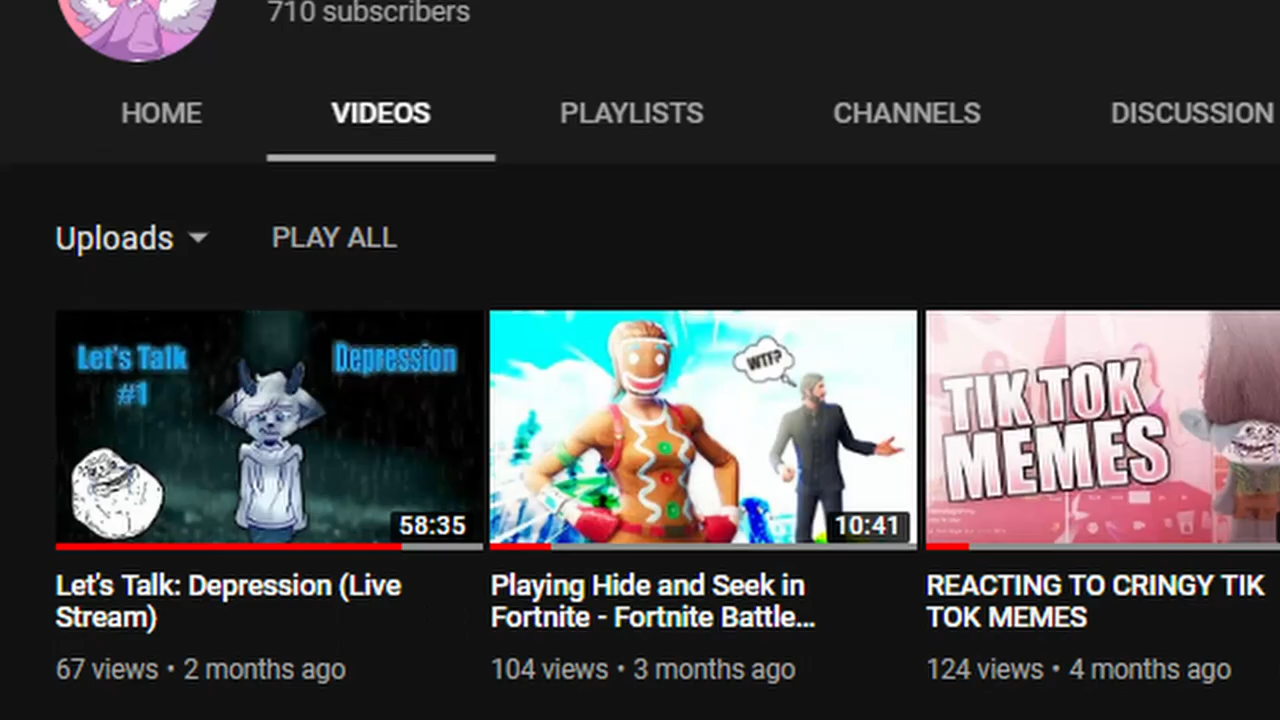 710 subscribers
HOME VIDEOS PLAYLISTS CHANNELS DISCUSSION
Uploads PLAY ALL
Let's Talk
#1
Depression
58:35
WTF?
10:41
TIK TOK
MEMES
Let's Talk: Depression (Live
Stream)
67 views • 2 months ago
Playing Hide and Seek in
Fortnite - Fortnite Battle...
104 views • 3 months ago
REACTING TO CRINGY TIK
TOK MEMES
124 views • 4 months ago